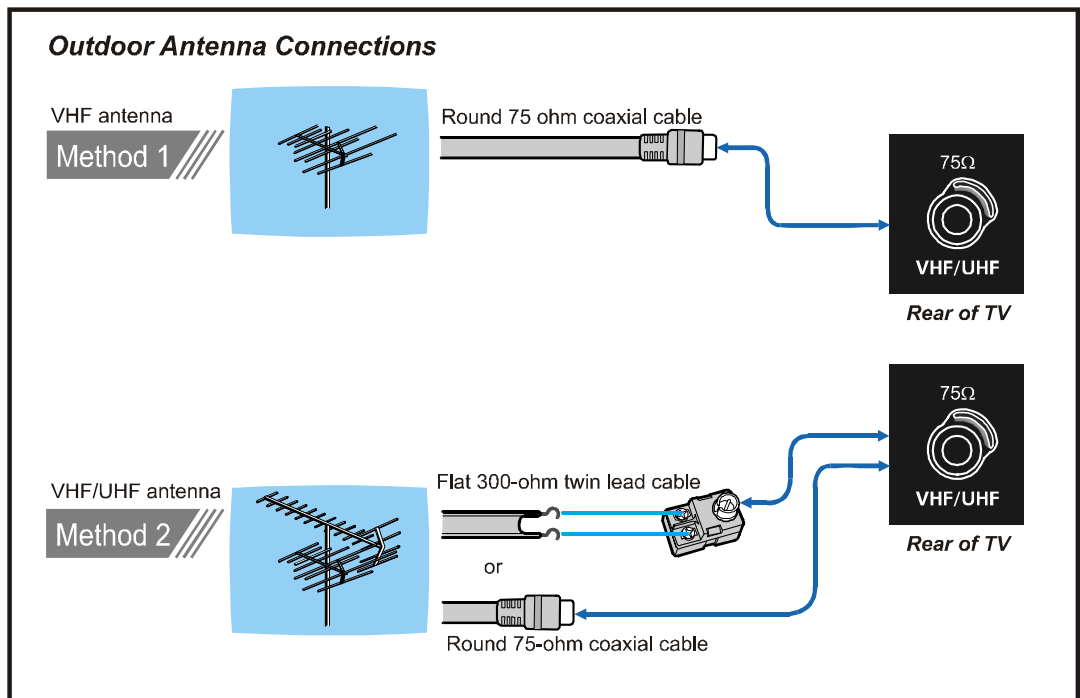 Outdoor Antenna Connections
VHF antenna
Method 1
Round 75 ohm coaxial cable
75Ω
VHF/UHF
Rear of TV
VHF/UHF antenna
Method 2
Flat 300-ohm twin lead cable
or
Round 75-ohm coaxial cable
75Ω
VHF/UHF
Rear of TV